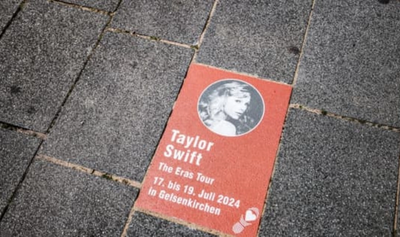 Taylor
Swift
The Eras Tour
17. bis 19. Juli 2024
in Gelsenkirchen